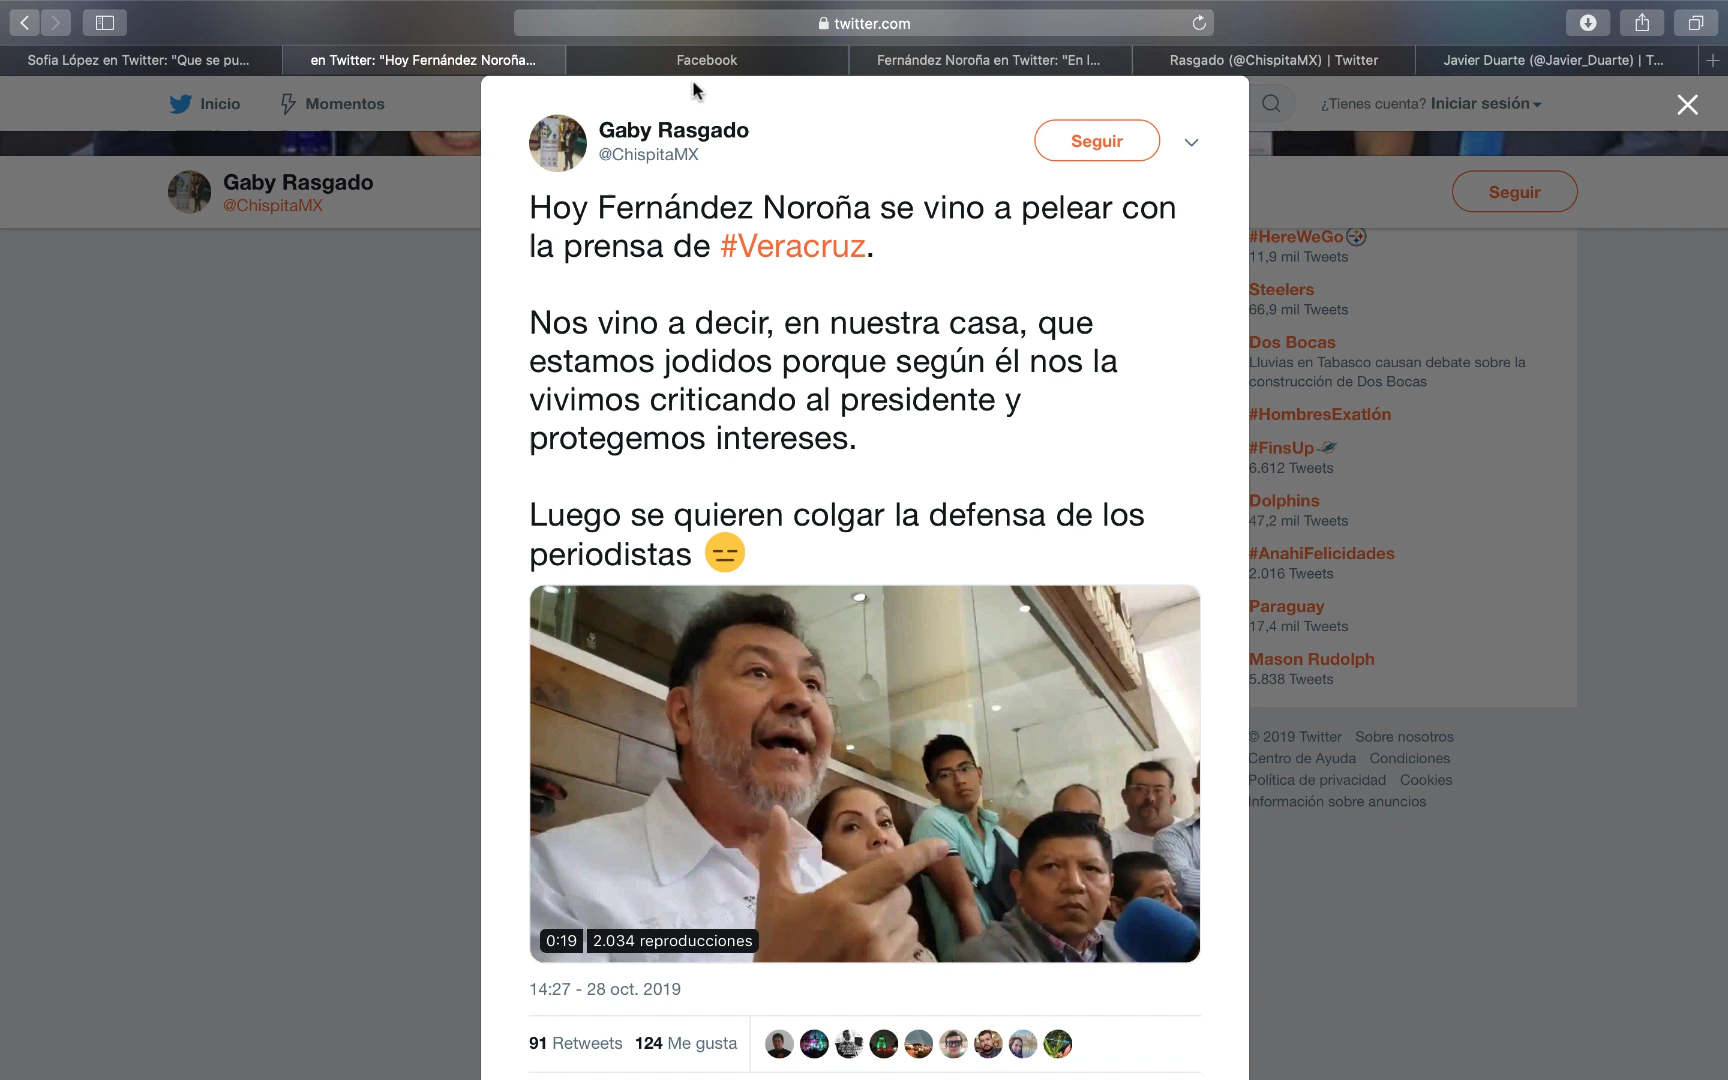 twitter.com
Sofia López en Twitter: "Que se pu...
en Twitter: "Hoy Fernández Noroña...
Facebook
Fernández Noroña en Twitter: "En l...
Rasgado (@ChispitaMX) | Twitter
Javier Duarte (@Javier_Duarte) | T...
Inicio
Momentos
¿Tienes cuenta? Iniciar sesión
Gaby Rasgado
@ChispitaMX
Seguir
Gaby Rasgado
@ChispitaMX
Seguir
Hoy Fernández Noroña se vino a pelear con
la prensa de #Veracruz.
Nos vino a decir, en nuestra casa, que
estamos jodidos porque según él nos la
vivimos criticando al presidente y
protegemos intereses.
Luego se quieren colgar la defensa de los
periodistas
0:19
2.034 reproducciones
14:27 - 28 oct. 2019
91 Retweets 124 Me gusta
#HereWeGo
11,9 mil Tweets
Steelers
66,9 mil Tweets
Dos Bocas
Lluvias en Tabasco causan debate sobre la
construcción de Dos Bocas
#HombresExatlón
#FinsUp
6.612 Tweets
Dolphins
47,2 mil Tweets
#AnahiFelicidades
2.016 Tweets
Paraguay
17,4 mil Tweets
Mason Rudolph
5.838 Tweets
© 2019 Twitter Sobre nosotros
Centro de Ayuda Condiciones
Política de privacidad Cookies
Información sobre anuncios